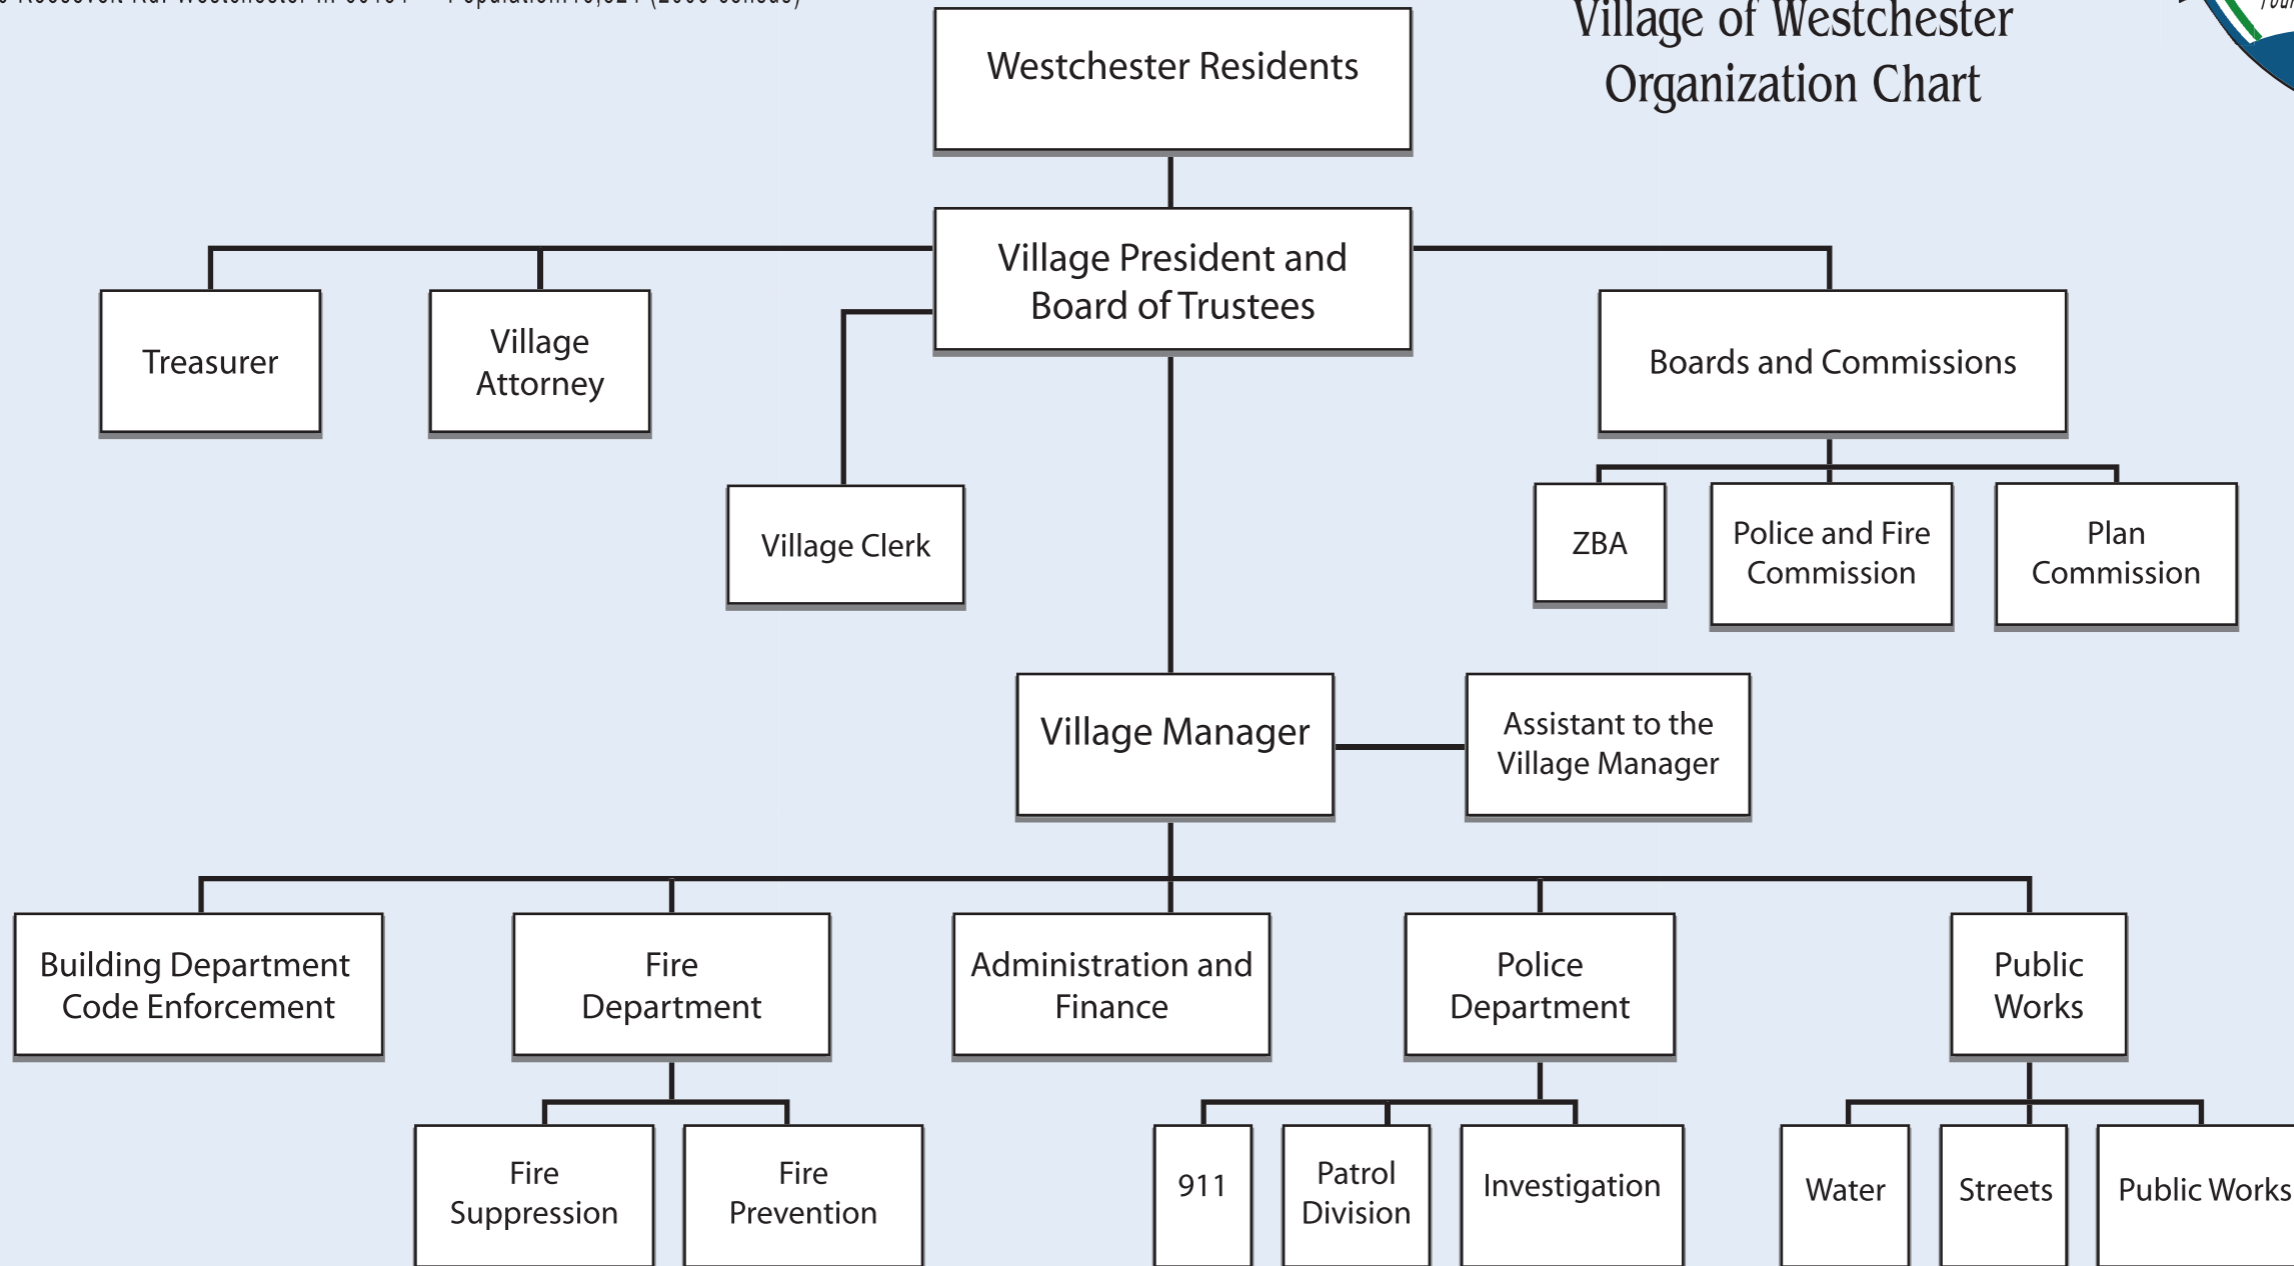 Westchester Residents
Village of Westchester
Organization Chart
Village President and
Board of Trustees
Treasurer
Village
Attorney
Boards and Commissions
Village Clerk
ZBA
Police and Fire
Commission
Plan
Commission
Village Manager
Assistant to the
Village Manager
Building Department
Code Enforcement
Fire
Department
Administration and
Finance
Police
Department
Public
Works
Fire
Suppression
Fire
Prevention
911
Patrol
Division
Investigation
Water
Streets
Public Works